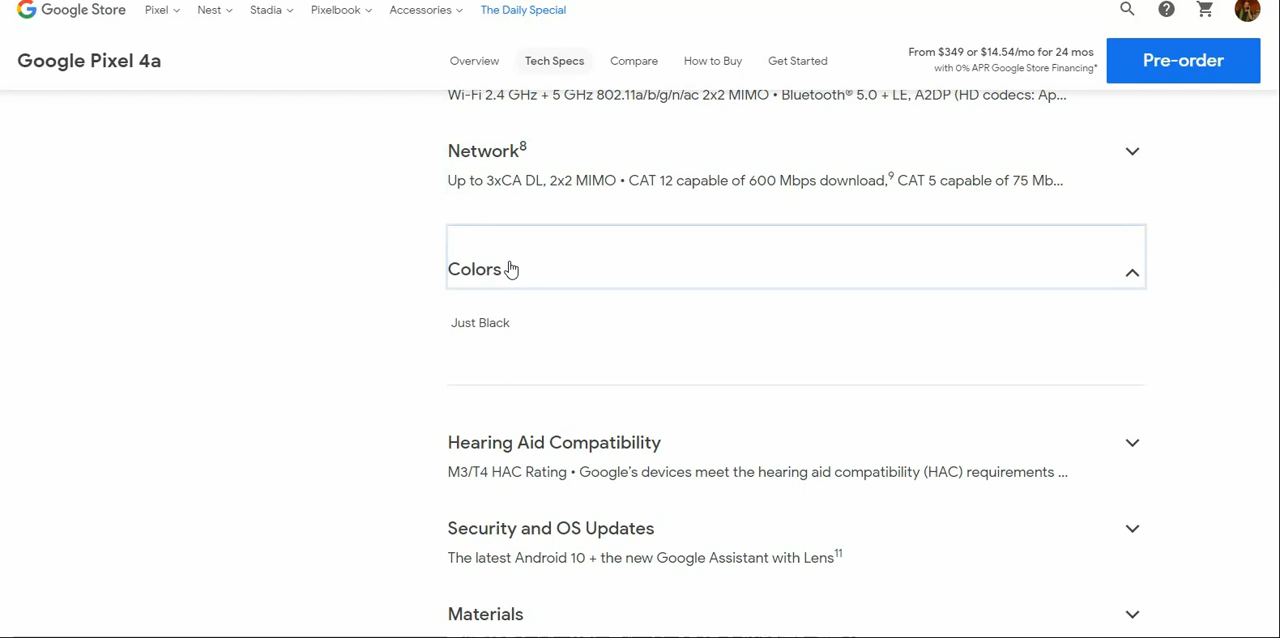 Google Store Pixel Nest Stadia Pixelbook Accessories The Daily Special
Google Pixel 4a Overview Tech Specs Compare How to Buy Get Started From $349 or $14.54/mo for 24 mos Pre-order
with 0% APR Google Store Financing*
Wi-Fi 2.4 GHz + 5 GHz 802.11a/b/g/n/ac 2x2 MIMO • Bluetooth® 5.0 + LE, A2DP (HD codecs: Ap...
Network8
Up to 3xCA DL, 2x2 MIMO • CAT 12 capable of 600 Mbps download,9 CAT 5 capable of 75 Mb...
Colors
Just Black
Hearing Aid Compatibility
M3/T4 HAC Rating • Google's devices meet the hearing aid compatibility (HAC) requirements ...
Security and OS Updates
The latest Android 10 + the new Google Assistant with Lens11
Materials